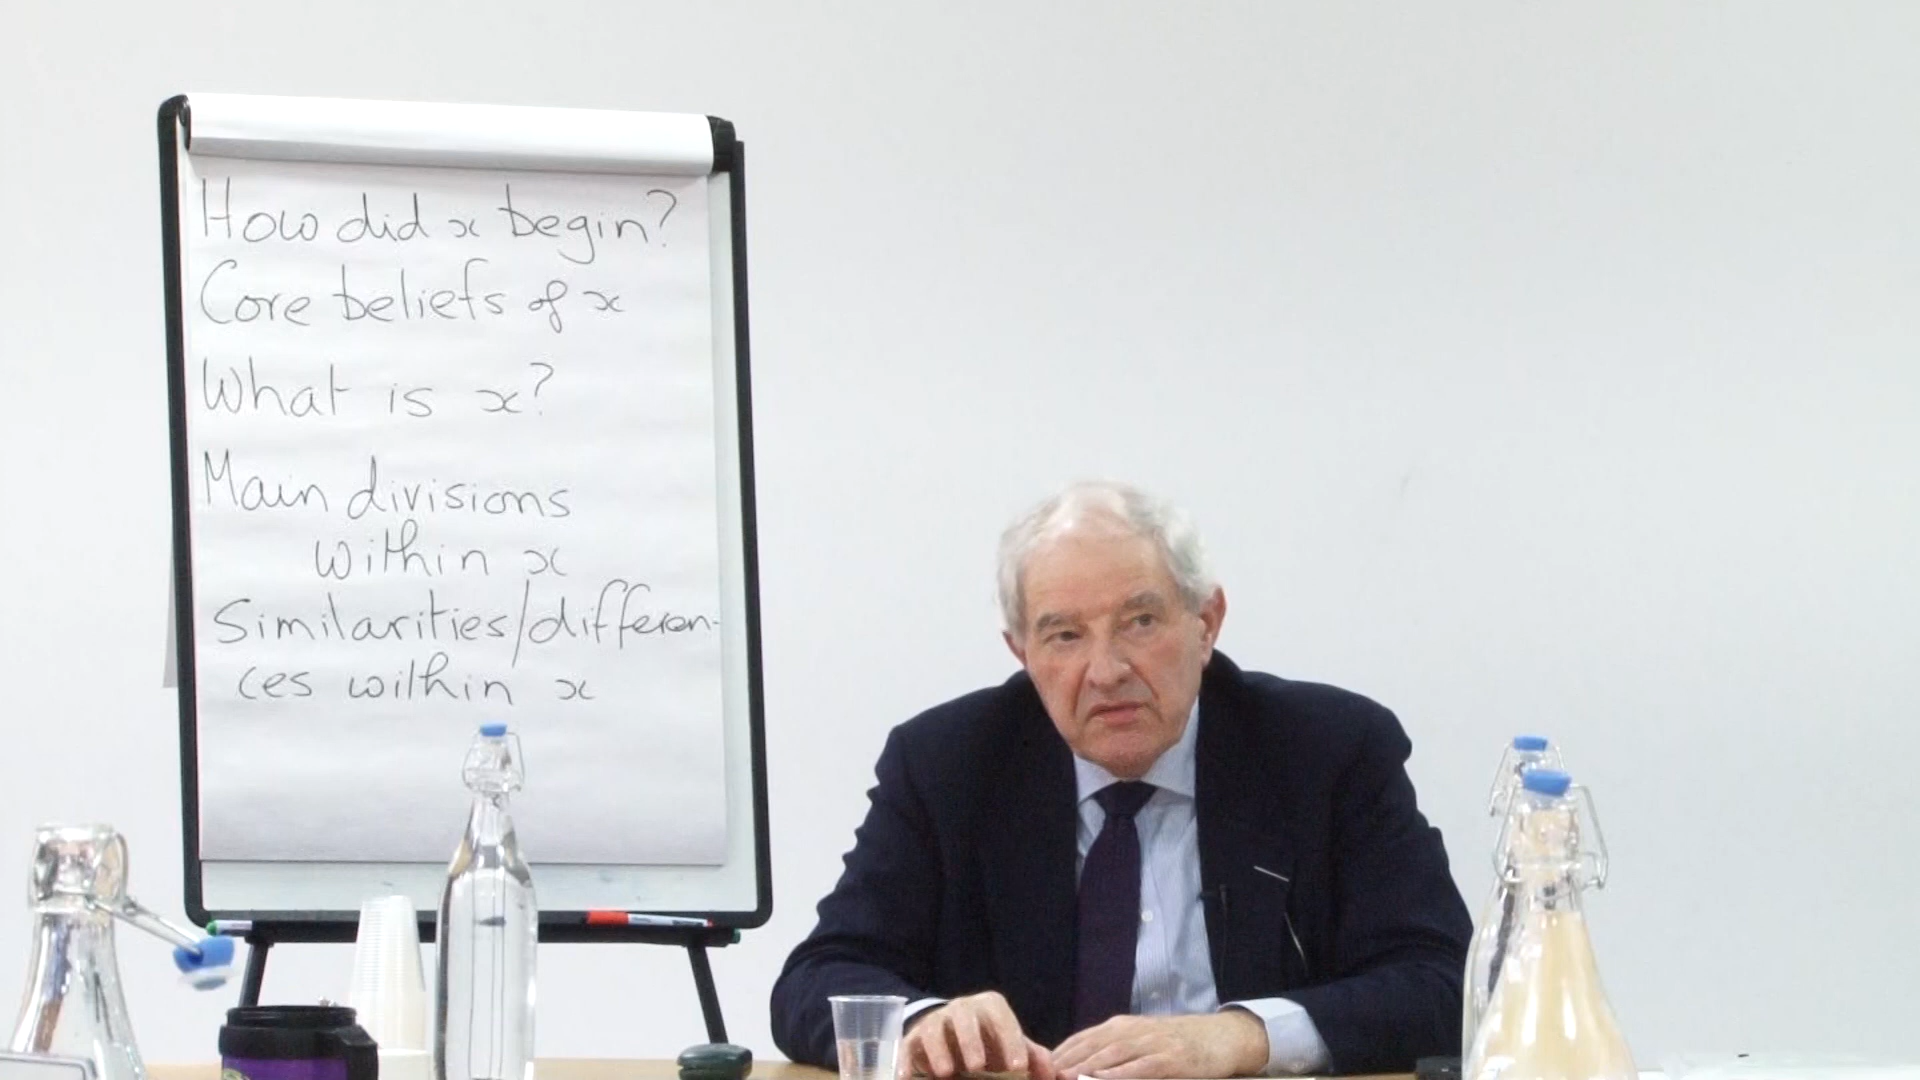 How did x begin?
Core beliefs of x
What is x?
Main divisions
within x
Similarities/differen-
ces within x